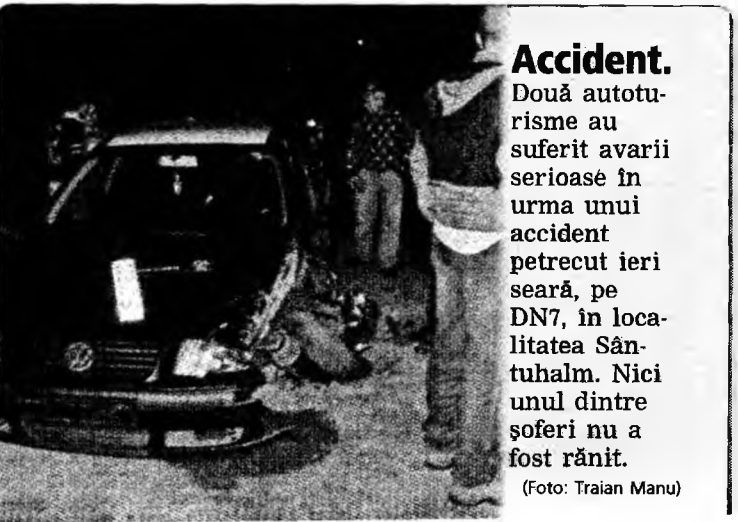 Accident.
Două autotu-
risme au
suferit avarii
serioase în
urma unui
accident
petrecut ieri
seară, pe
DN7, în loca-
litatea Sân-
tuhalm. Nici
unul dintre
şoferi nu a
fost rănit.
(Foto: Traian Manu)